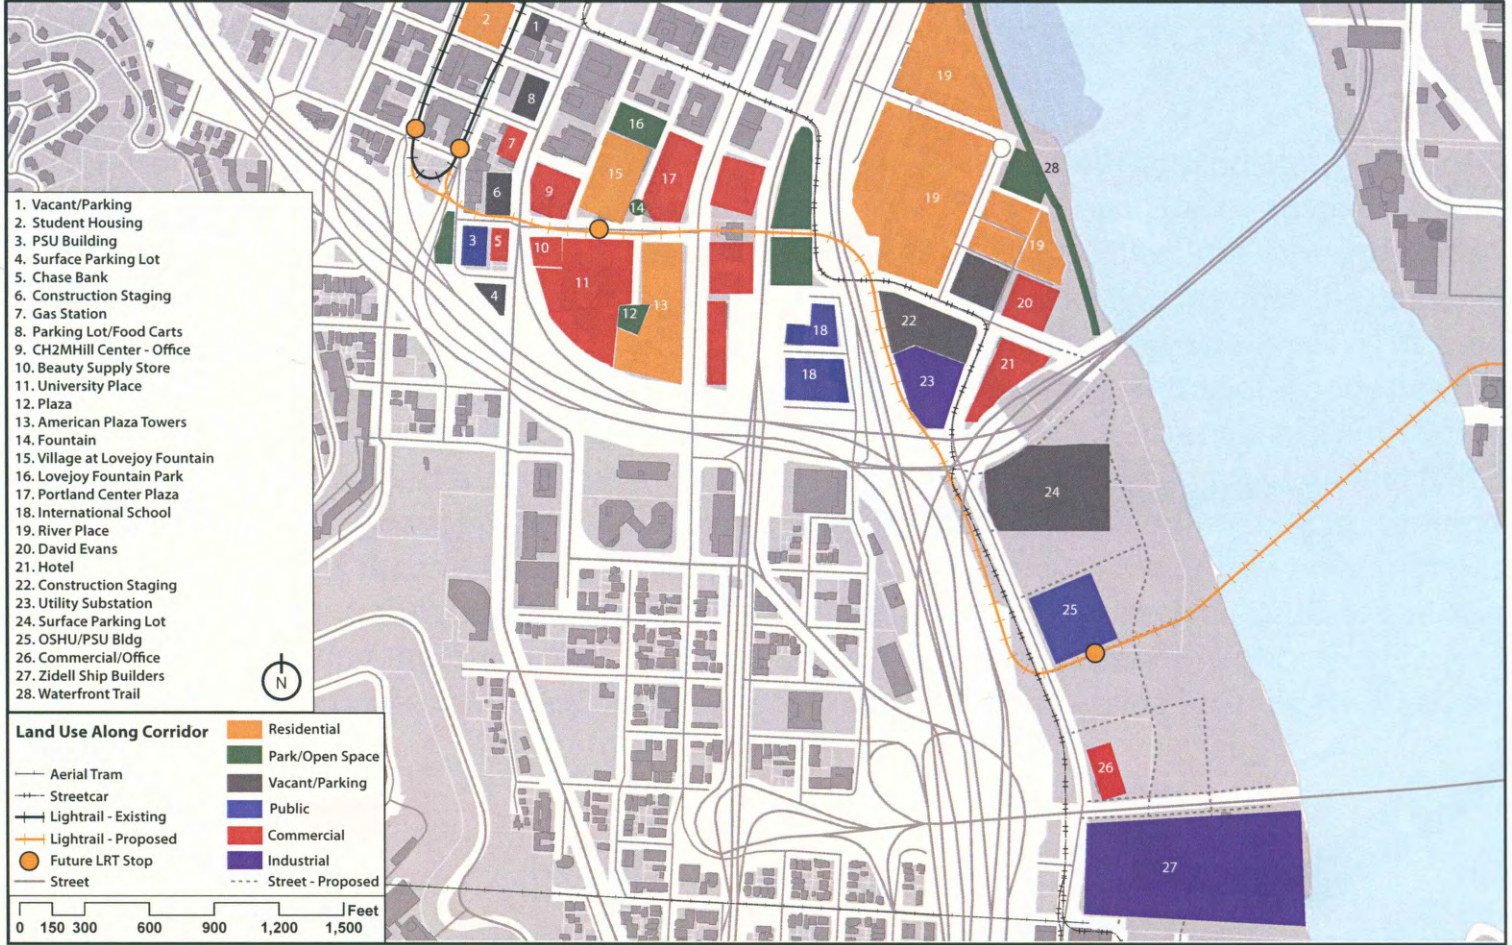 1. Vacant/Parking
2. Student Housing
3. PSU Building
4. Surface Parking Lot
5. Chase Bank
6. Construction Staging
7. Gas Station
8. Parking Lot/Food Carts
9. CH2MHill Center - Office
10. Beauty Supply Store
11. University Place
12. Plaza
13. American Plaza Towers
14. Fountain
15. Village at Lovejoy Fountain
16. Lovejoy Fountain Park
17. Portland Center Plaza
18. International School
19. River Place
20. David Evans
21. Hotel
22. Construction Staging
23. Utility Substation
24. Surface Parking Lot
25. OSHU/PSU Bldg
26. Commercial/Office
27. Zidell Ship Builders
28. Waterfront Trail
N
Land Use Along Corridor
Aerial Tram
Streetcar
Lightrail - Existing
Lightrail - Proposed
Future LRT Stop
Street
Residential
Park/Open Space
Vacant/Parking
Public
Commercial
Industrial
Street - Proposed
Feet
0 150 300 600 900 1,200 1,500
2
1
8
7
6
9
16
15
17
14
3
5
4
10
11
12
13
18
18
19
19
19
28
20
21
22
23
24
25
26
27